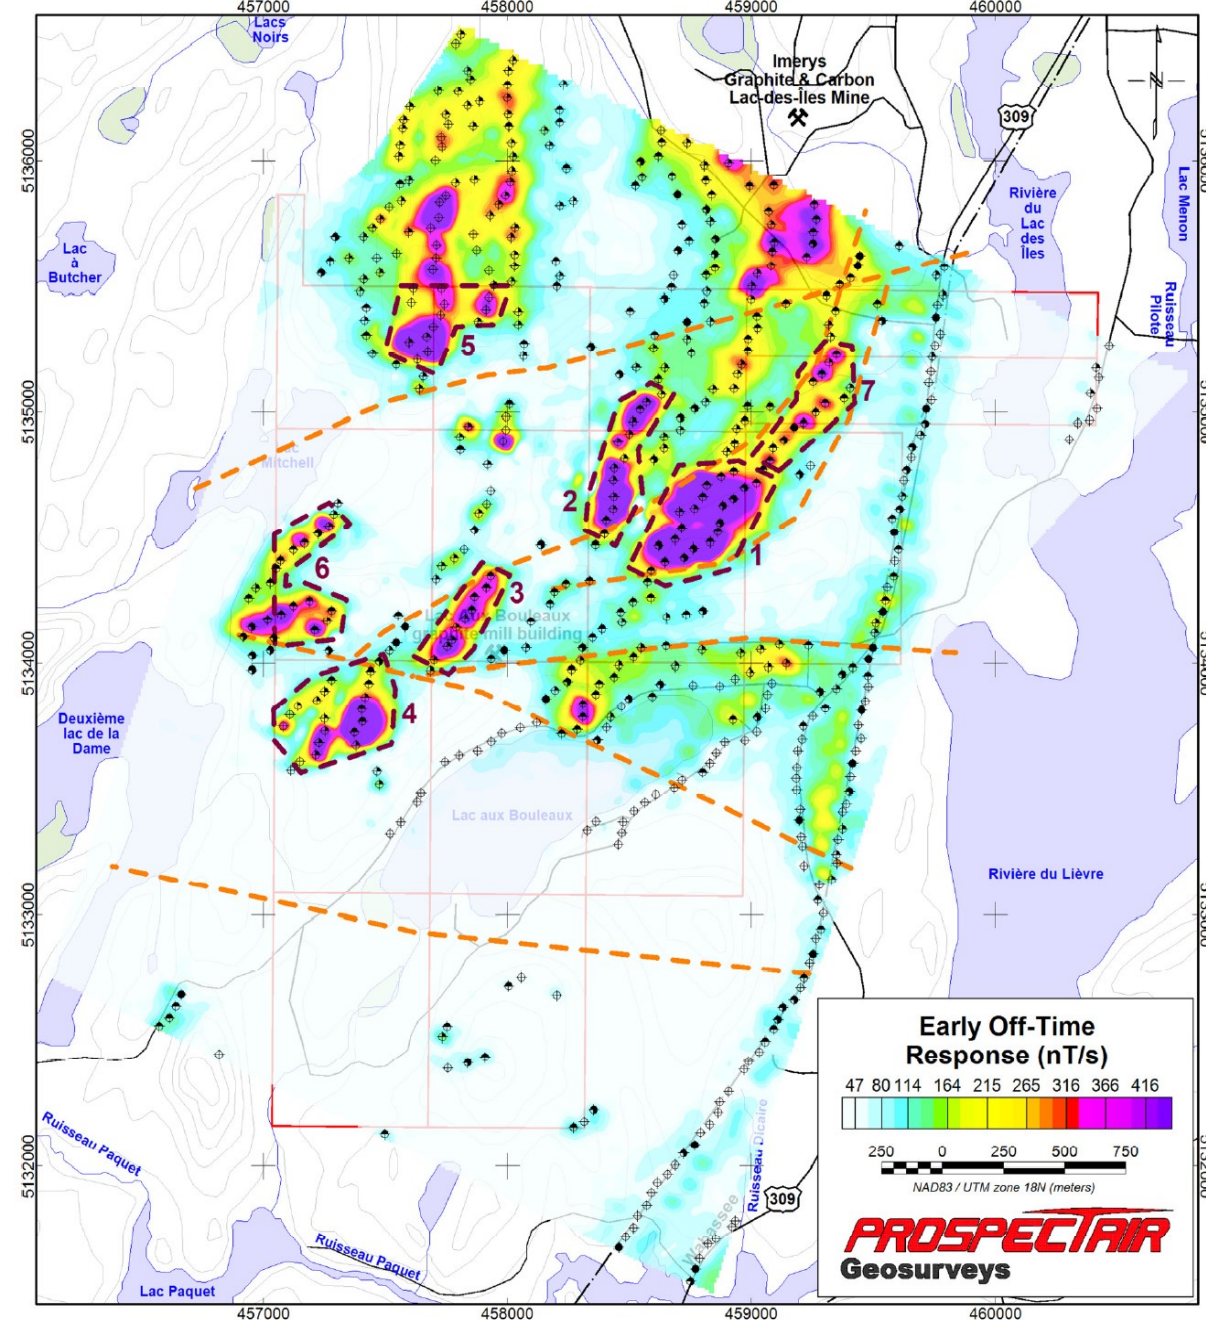 457000 458000 459000 460000
Lacs
Noirs
Imerys
Graphite & Carbon
Lac-des-Îles Mine
309
5136000
Lac Menon
Rivière
du
Lac
des
Îles
Lac
à
Butcher
Ruisseau
Pilote
5
7
5135000
Lac
Mitchell
2
1
6
3
Lac Aux Bouleaux
graphite mill building
5134000
4
Deuxième
lac de la
Dame
Lac aux Bouleaux
Rivière du Lièvre
5133000
Early Off-Time
Response (nT/s)
47 80 114 164 215 265 316 366 416
250 0 250 500 750
NAD83 / UTM zone 18N (meters)
PROSPECTAIR
Geosurveys
Ruisseau Paquet
5132000
Ruisseau Dicaire
309
Wabassee
Ruisseau Paquet
Lac Paquet
457000 458000 459000 460000